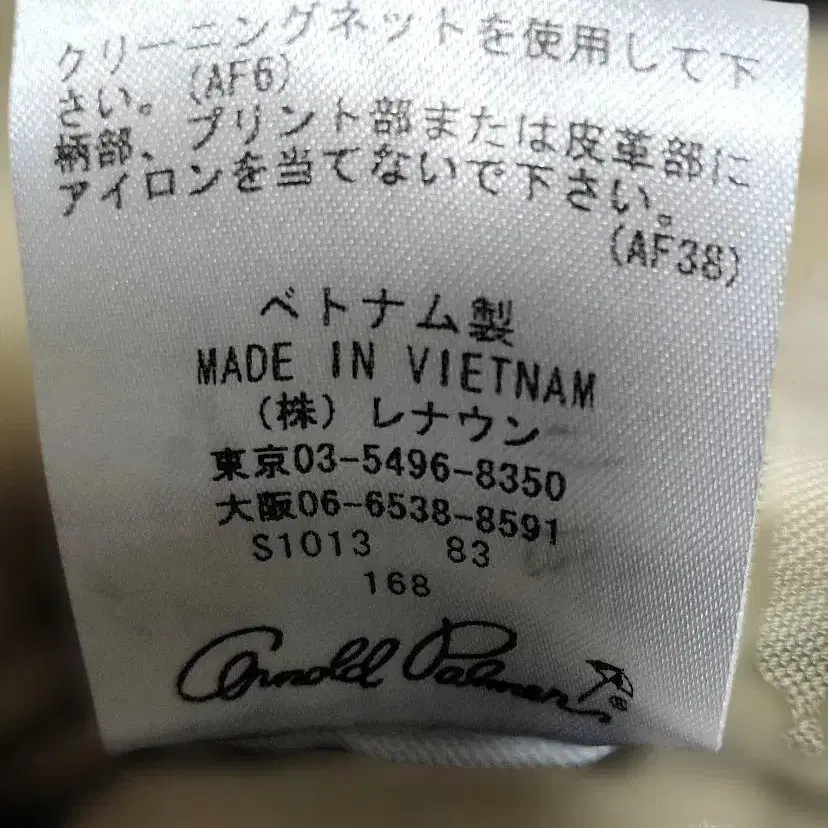 クリーニングネットを使用して下
さい。(AF6)
柄部、プリント部または皮革部に
アイロンを当てないで下さい。
(AF38)
ベトナム製
MADE IN VIETNAM
(株) レナウン
東京03-5496-8350
大阪06-6538-8591
S1013 83
168
Arnold Palmer ®